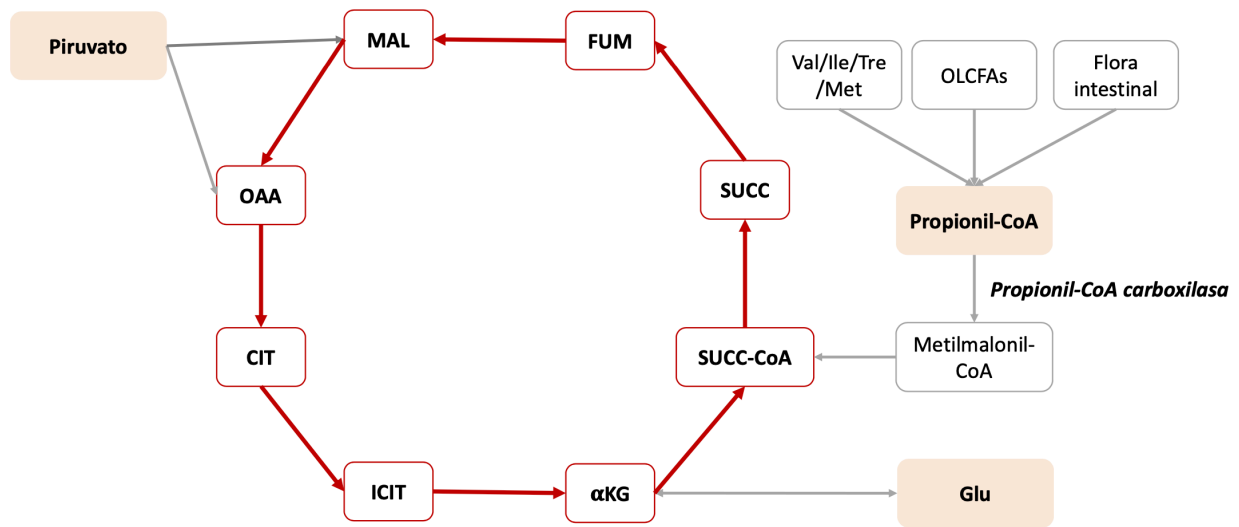 Piruvato
MAL
FUM
Val/Ile/Tre
/Met
OLCFAs
Flora
intestinal
OAA
SUCC
Propionil-CoA
Propionil-CoA carboxilasa
CIT
SUCC-CoA
Metilmalonil-
CoA
ICIT
αKG
Glu